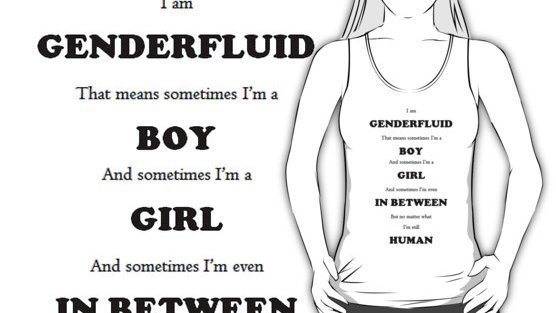 I am
GENDERFLUID
That means sometimes I'm a
BOY
And sometimes I'm a
GIRL
And sometimes I'm even
IN BETWEEN
I am
GENDERFLUID
That means sometimes I'm a
BOY
And sometimes I'm a
GIRL
And sometimes I'm even
IN BETWEEN
But no matter what
I'm still
HUMAN